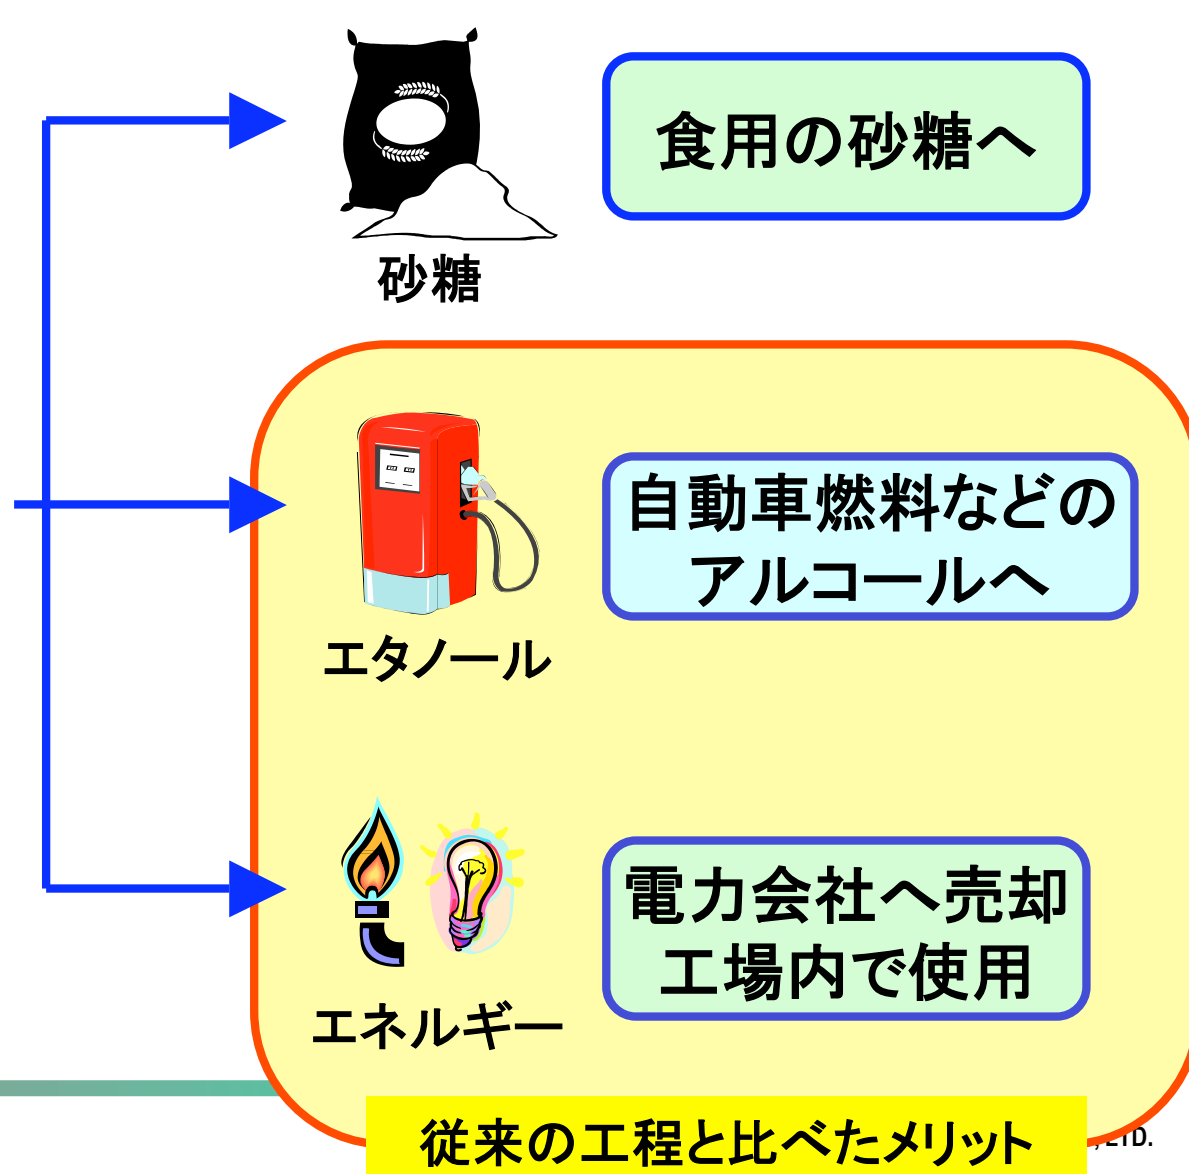 食用の砂糖へ
砂糖
自動車燃料などの
アルコールへ
エタノール
電力会社へ売却
工場内で使用
エネルギー
従来の工程と比べたメリット
, LTD.